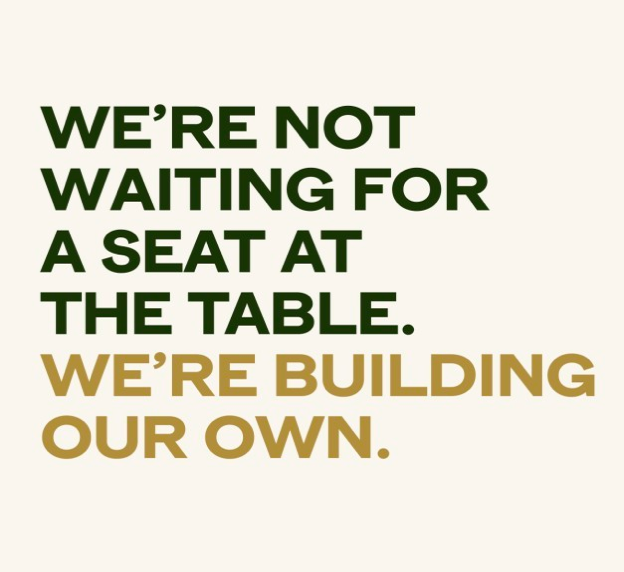 WE’RE NOT
WAITING FOR
A SEAT AT
THE TABLE.
WE’RE BUILDING
OUR OWN.